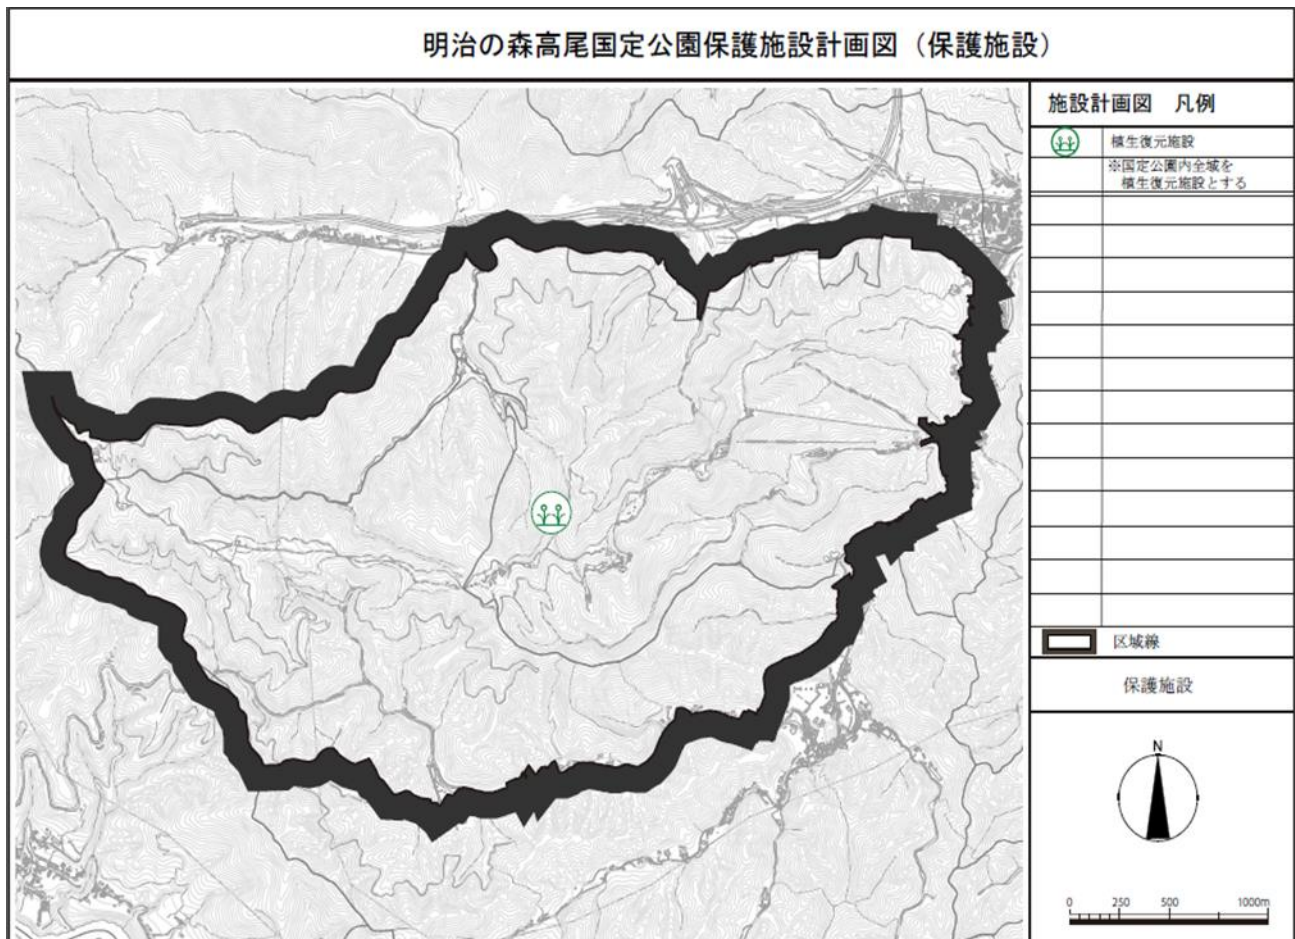 明治の森高尾国定公園保護施設計画図（保護施設）
施設計画図　凡例
植生復元施設
※国定公園内全域を
植生復元施設とする
区域線
保護施設
N
0 250 500 1000m